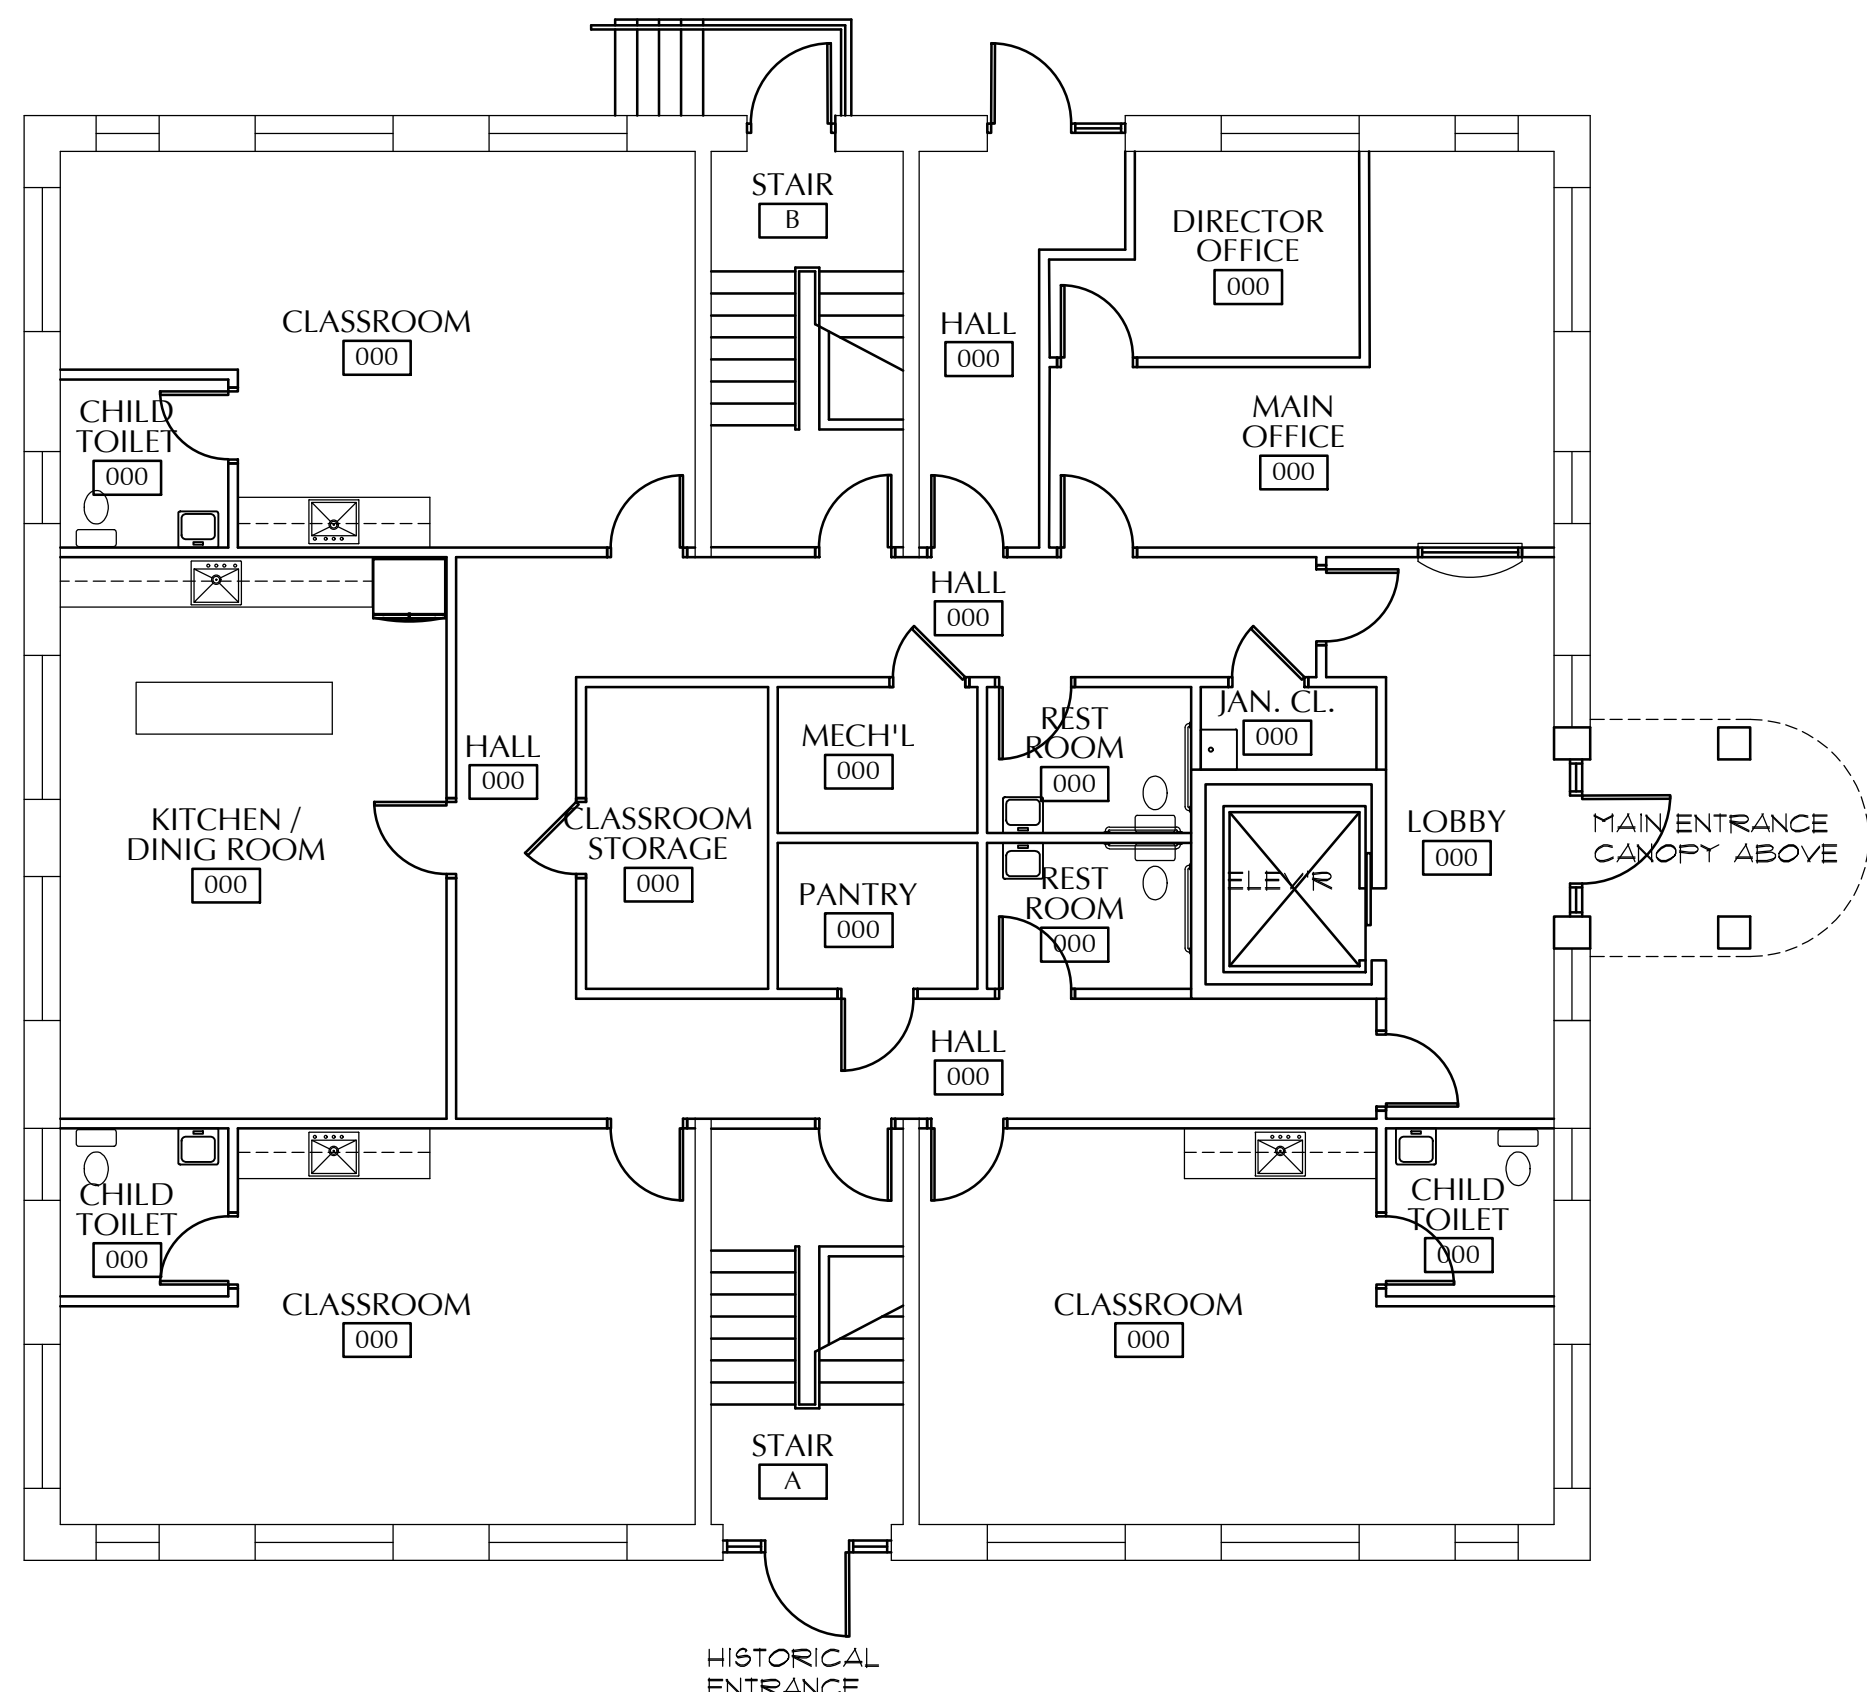 STAIR
B
DIRECTOR
OFFICE
000
CLASSROOM
000
HALL
000
CHILD
TOILET
000
MAIN
OFFICE
000
HALL
000
HALL
000
MECH'L
000
REST
ROOM
000
JAN. CL.
000
KITCHEN /
DINIG ROOM
000
CLASSROOM
STORAGE
000
LOBBY
000
MAIN ENTRANCE
CANOPY ABOVE
PANTRY
000
REST
ROOM
000
ELEV'R
HALL
000
CHILD
TOILET
000
CHILD
TOILET
000
CLASSROOM
000
CLASSROOM
000
STAIR
A
HISTORICAL
ENTRANCE